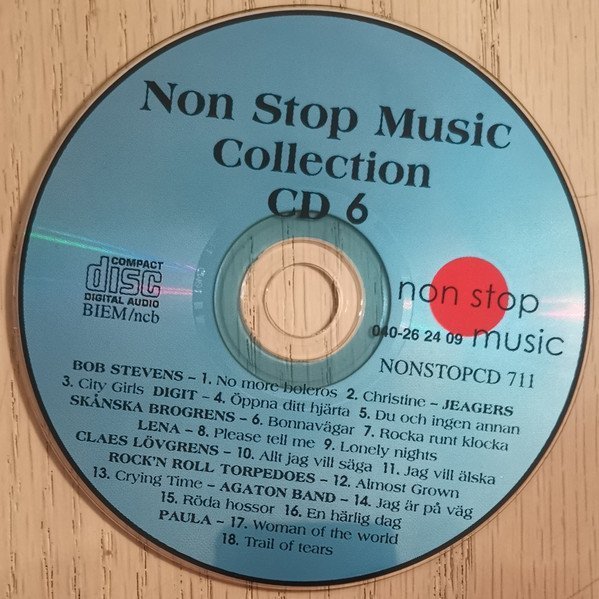 Non Stop Music
Collection
CD 6
COMPACT
disc
DIGITAL AUDIO
BIEM/ncb
non stop
music
040-26 24 09
NONSTOPCD 711
BOB STEVENS – 1. No more boleros 2. Christine – JEAGERS
3. City Girls DIGIT – 4. Öppna ditt hjärta 5. Du och ingen annan
SKÅNSKA BROGRENS – 6. Bonnavägar 7. Rocka runt klocka
LENA – 8. Please tell me 9. Lonely nights
CLAES LÖVGRENS – 10. Allt jag vill säga 11. Jag vill älska
ROCK'N ROLL TORPEDOES – 12. Almost Grown
13. Crying Time – AGATON BAND – 14. Jag är på väg
15. Röda hossor 16. En härlig dag
PAULA – 17. Woman of the world
18. Trail of tears